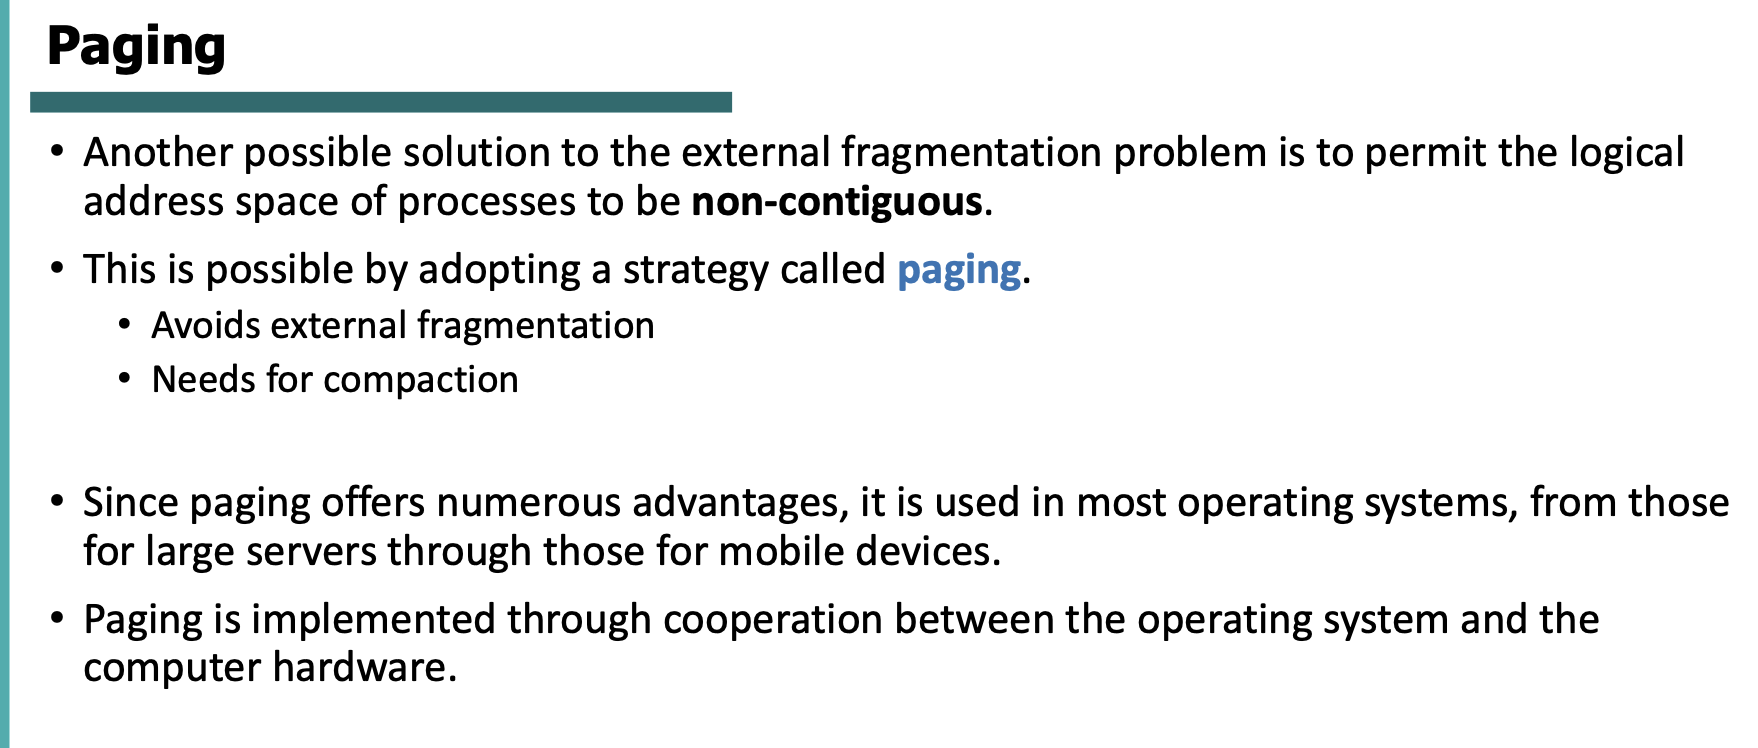 Paging
• Another possible solution to the external fragmentation problem is to permit the logical
address space of processes to be non-contiguous.
• This is possible by adopting a strategy called paging.
• Avoids external fragmentation
• Needs for compaction
• Since paging offers numerous advantages, it is used in most operating systems, from those
for large servers through those for mobile devices.
• Paging is implemented through cooperation between the operating system and the
computer hardware.